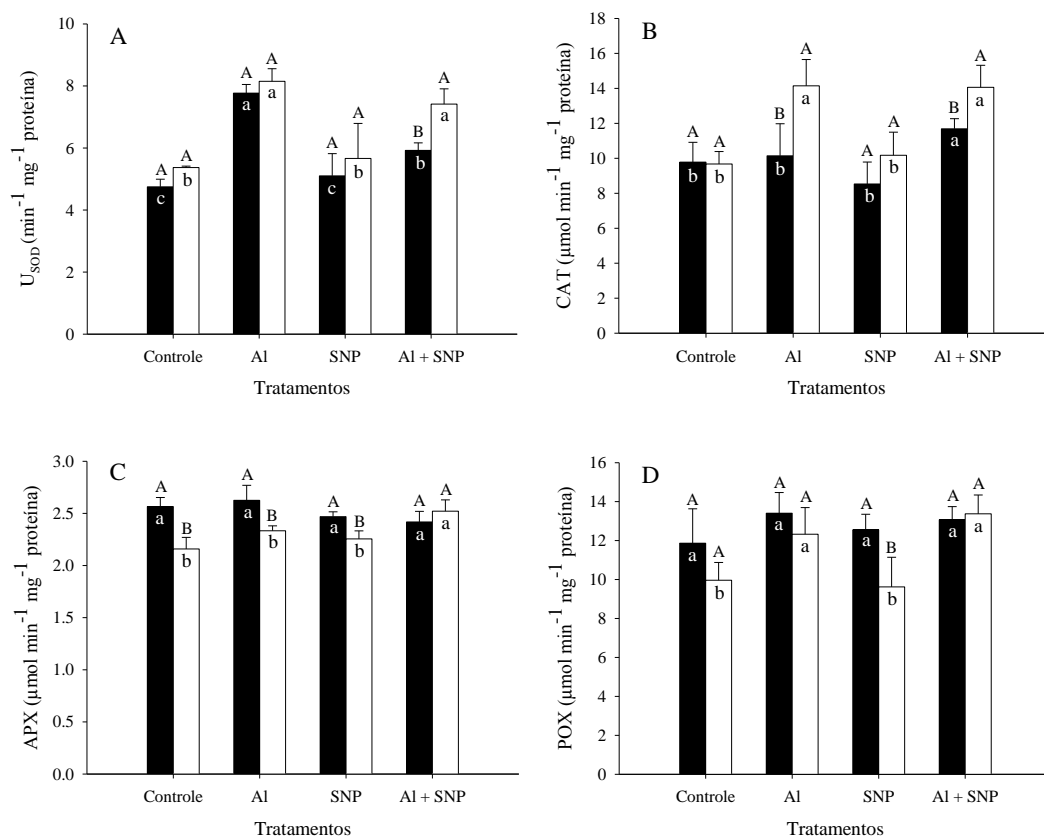 A
U_SOD (min⁻¹ mg⁻¹ proteína)
10
8
6
4
2
0
A A A A A A B A
c b a a c b b a
Controle Al SNP Al + SNP
Tratamentos
B
CAT (µmol min⁻¹ mg⁻¹ proteína)
18
16
14
12
10
8
6
4
2
0
A A B A A A B A
b b b a b b a a
Controle Al SNP Al + SNP
Tratamentos
C
APX (µmol min⁻¹ mg⁻¹ proteína)
3.0
2.5
2.0
1.5
1.0
0.5
0.0
A B A B A B A A
a b a b a b a a
Controle Al SNP Al + SNP
Tratamentos
D
POX (µmol min⁻¹ mg⁻¹ proteína)
16
14
12
10
8
6
4
2
0
A A A A A B A A
a b a a a b a a
Controle Al SNP Al + SNP
Tratamentos